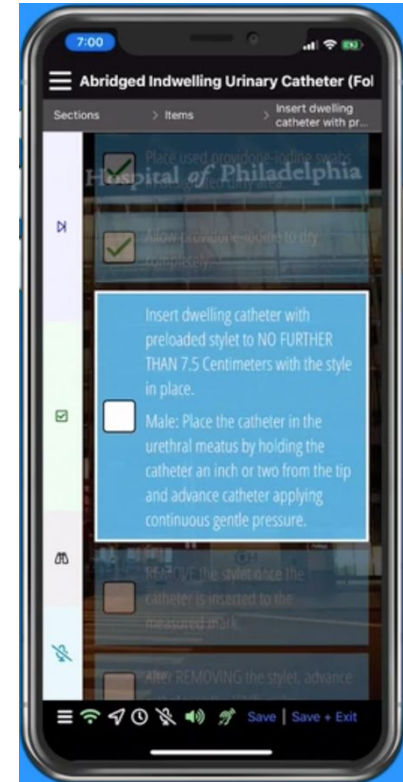 7:00
Abridged Indwelling Urinary Catheter (Fol
Sections > Items > Insert dwelling
catheter with pr...
Place used providone-iodine swabs
Hospital of Philadelphia
Allow providone-iodine to dry
completely.
Insert dwelling catheter with
preloaded stylet to NO FURTHER
THAN 7.5 Centimeters with the style
in place.
Male: Place the catheter in the
urethral meatus by holding the
catheter an inch or two from the tip
and advance catheter applying
continuous gentle pressure.
REMOVE the stylet once the
catheter is inserted to the
measured mark.
After REMOVING the stylet, advance
Save | Save + Exit